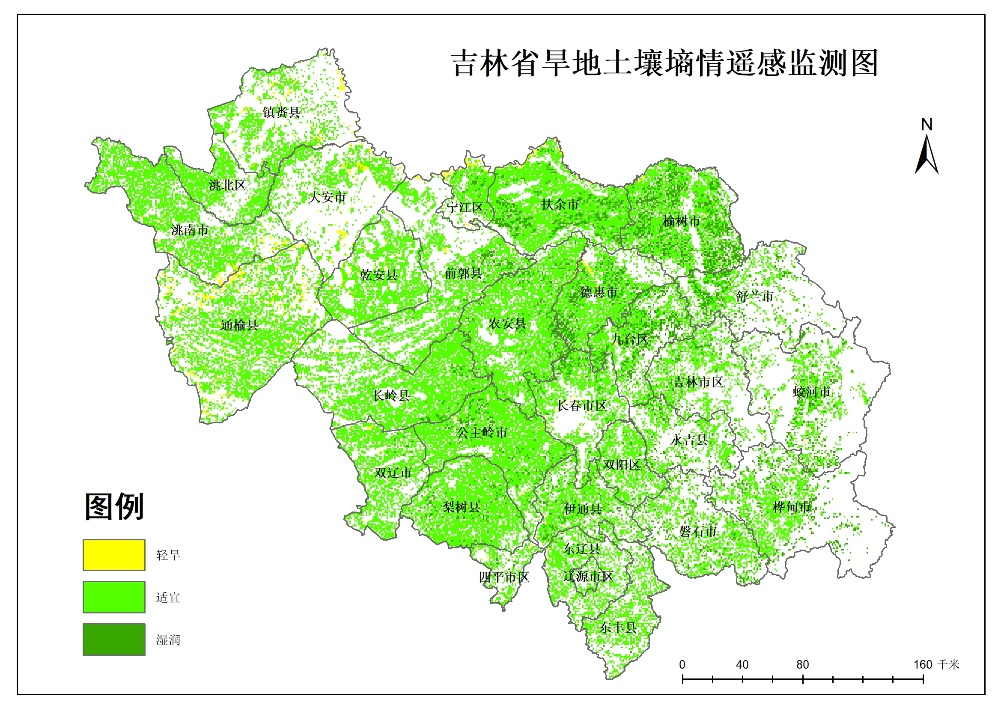 吉林省旱地土壤墒情遥感监测图
N
镇赉县
洮北区
大安市
洮南市
宁江区
扶余市
榆树市
乾安县
前郭县
德惠市
舒兰市
通榆县
农安县
九台区
吉林市区
蛟河市
长岭县
长春市区
公主岭市
永吉县
双辽市
双阳区
梨树县
伊通县
桦甸市
磐石市
东辽县
四平市区
辽源市区
东丰县
图例
轻旱
适宜
湿润
0 40 80 160 千米